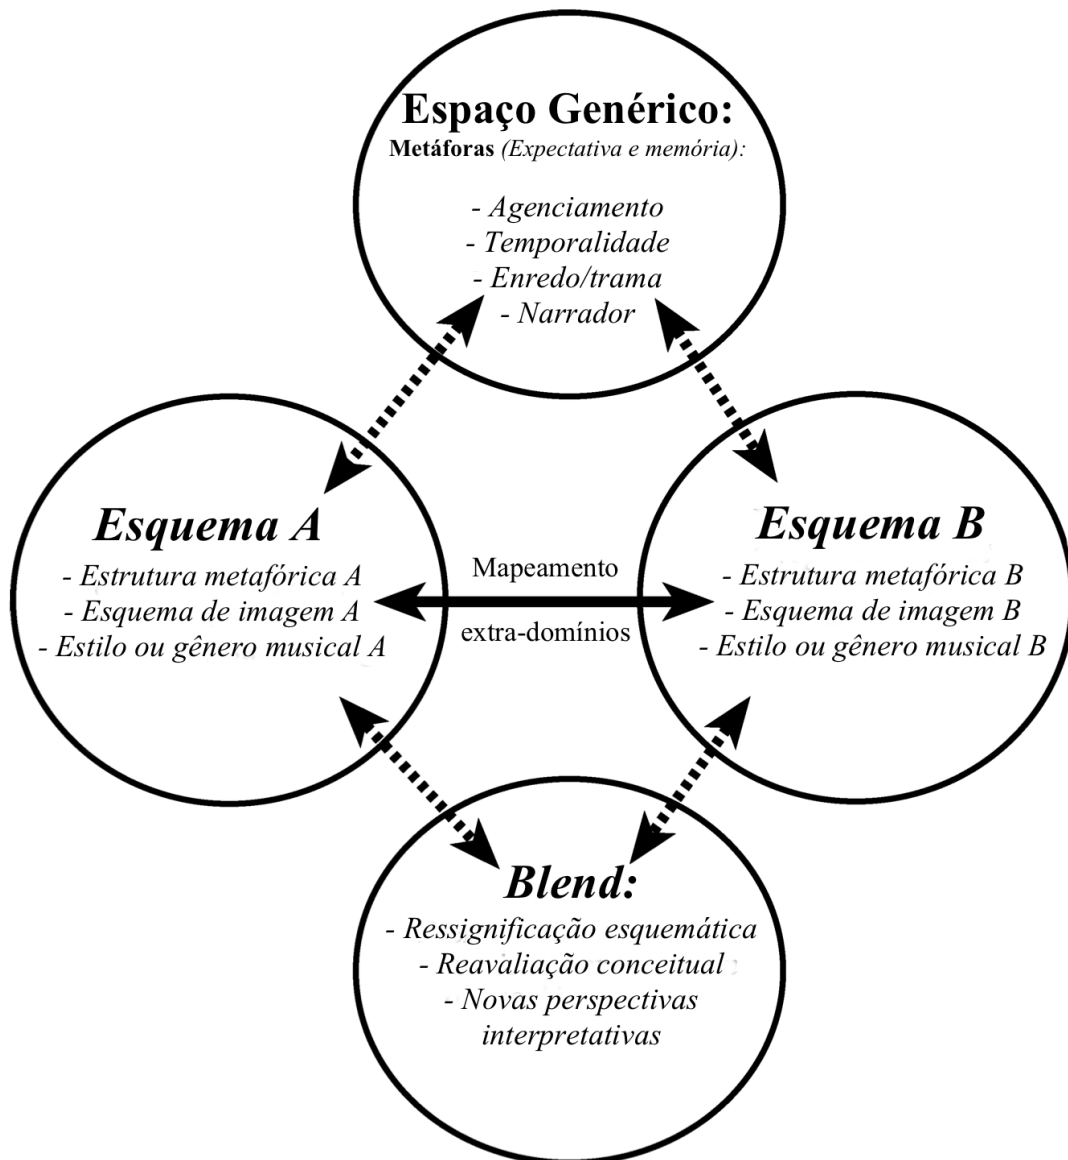 Espaço Genérico:
Metáforas (Expectativa e memória):
- Agenciamento
- Temporalidade
- Enredo/trama
- Narrador
Esquema A
- Estrutura metafórica A
- Esquema de imagem A
- Estilo ou gênero musical A
Mapeamento
extra-domínios
Esquema B
- Estrutura metafórica B
- Esquema de imagem B
- Estilo ou gênero musical B
Blend:
- Ressignificação esquemática
- Reavaliação conceitual
- Novas perspectivas
interpretativas